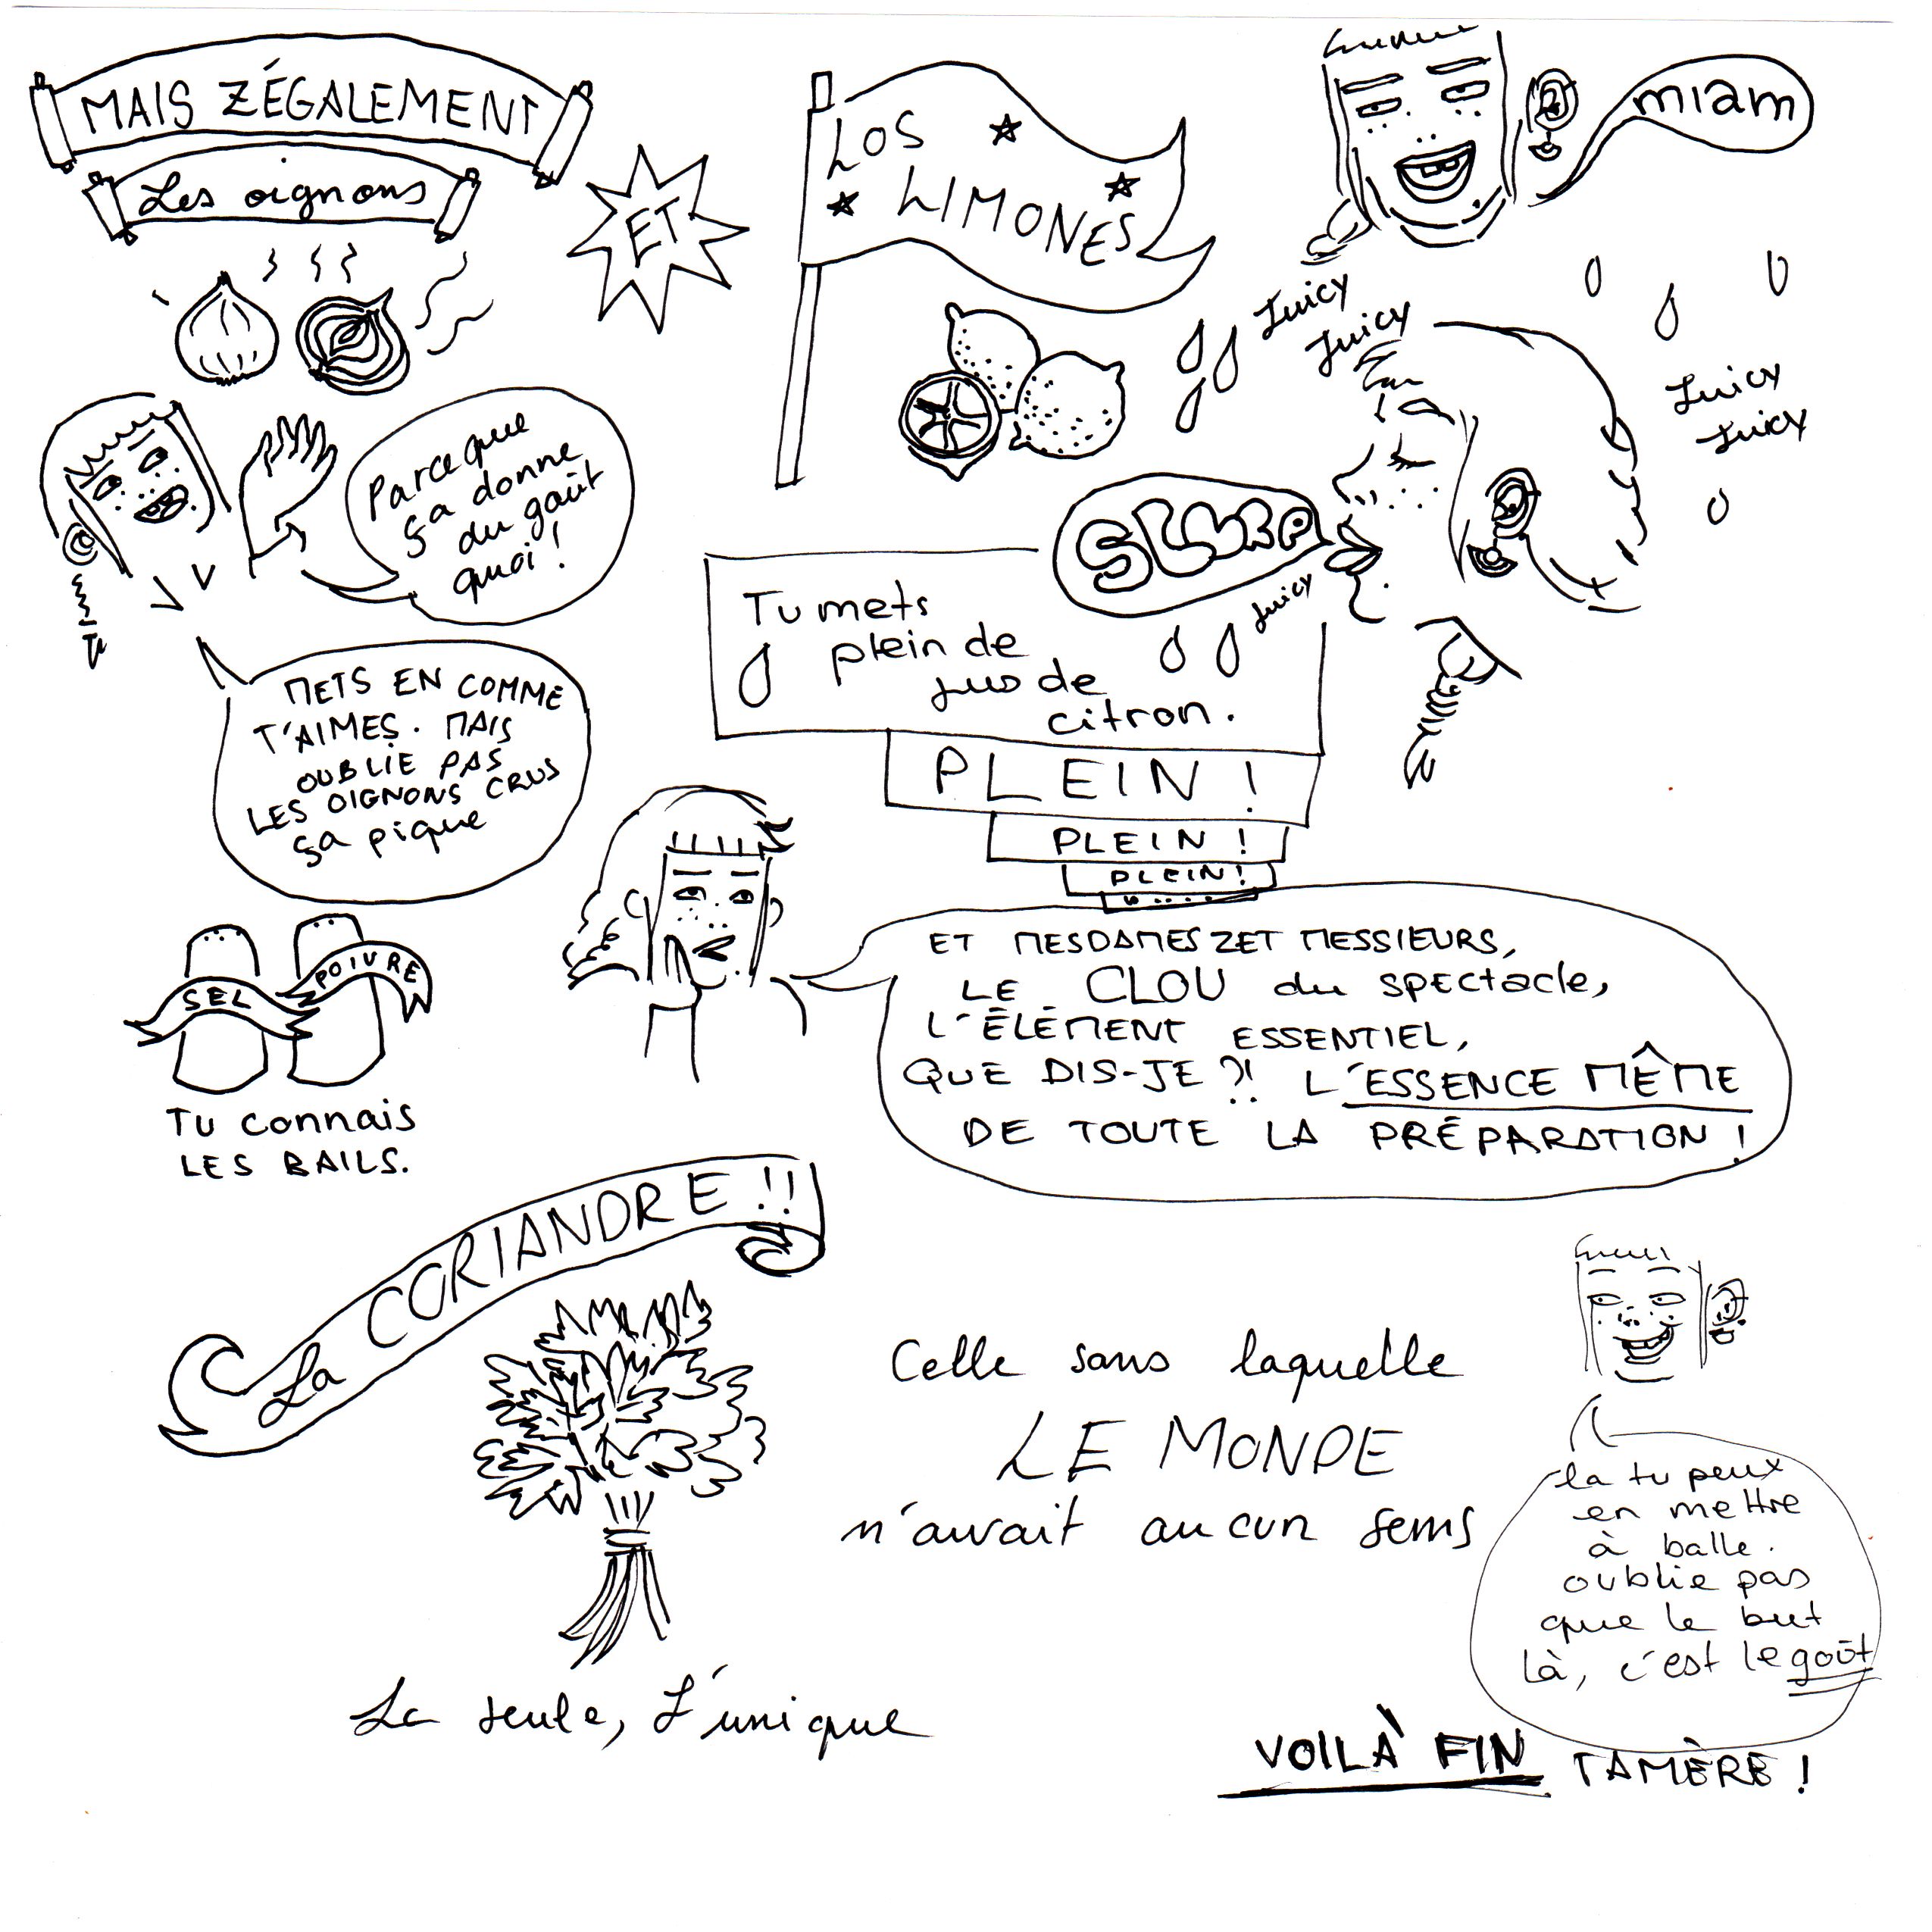 MAIS ZÉGALEMENT
Les oignons
ET
LOS
LIMONES
miam
Juicy
Juicy
Juicy
Juicy
Parceque
ça donne
du goût
quoi !
SLURP
Juicy
Tu mets
plein de
jus de
citron.
PLEIN !
PLEIN !
PLEIN !
METS EN COMME
T'AIMES. MAIS
OUBLIE PAS
LES OIGNONS CRUS
ça pique
SEL
POIVRE
TU connais
LES BAILS.
ET MESDAMES ZET MESSIEURS,
LE CLOU du spectacle,
L'ÉLÉMENT ESSENTIEL,
QUE DIS-JE ?! L'ESSENCE MÊME
DE TOUTE LA PRÉPARATION !
La CORIANDRE !!
Celle sans laquelle
LE MONDE
n'aurait aucun sens
la tu peux
en mettre
à balle.
oublie pas
que le but
là, c'est le goût
La seule, L'unique
VOILÀ FIN TAMÈRE !